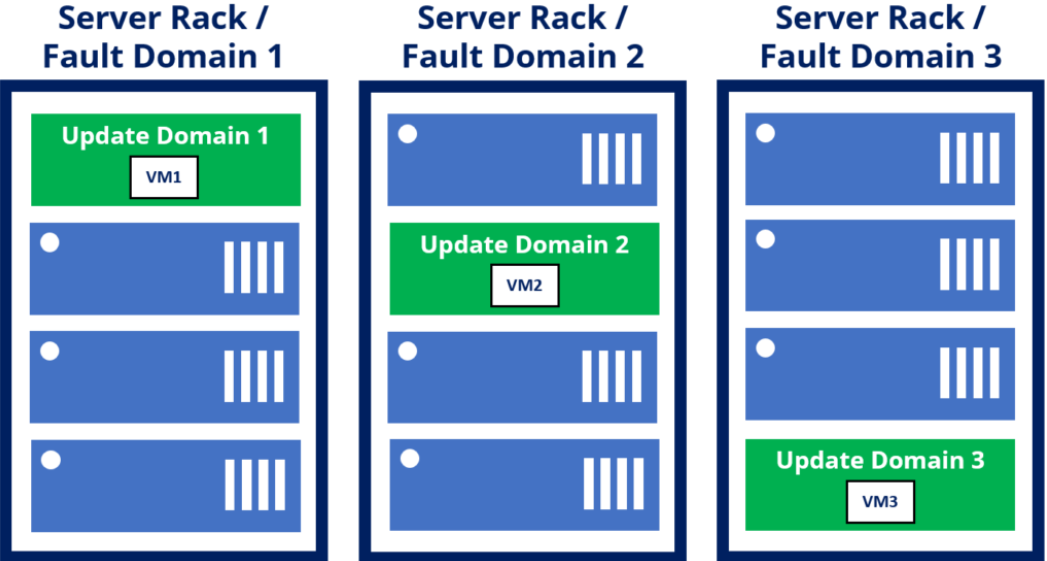 Server Rack /
Fault Domain 1
Server Rack /
Fault Domain 2
Server Rack /
Fault Domain 3
Update Domain 1
VM1
Update Domain 2
VM2
Update Domain 3
VM3